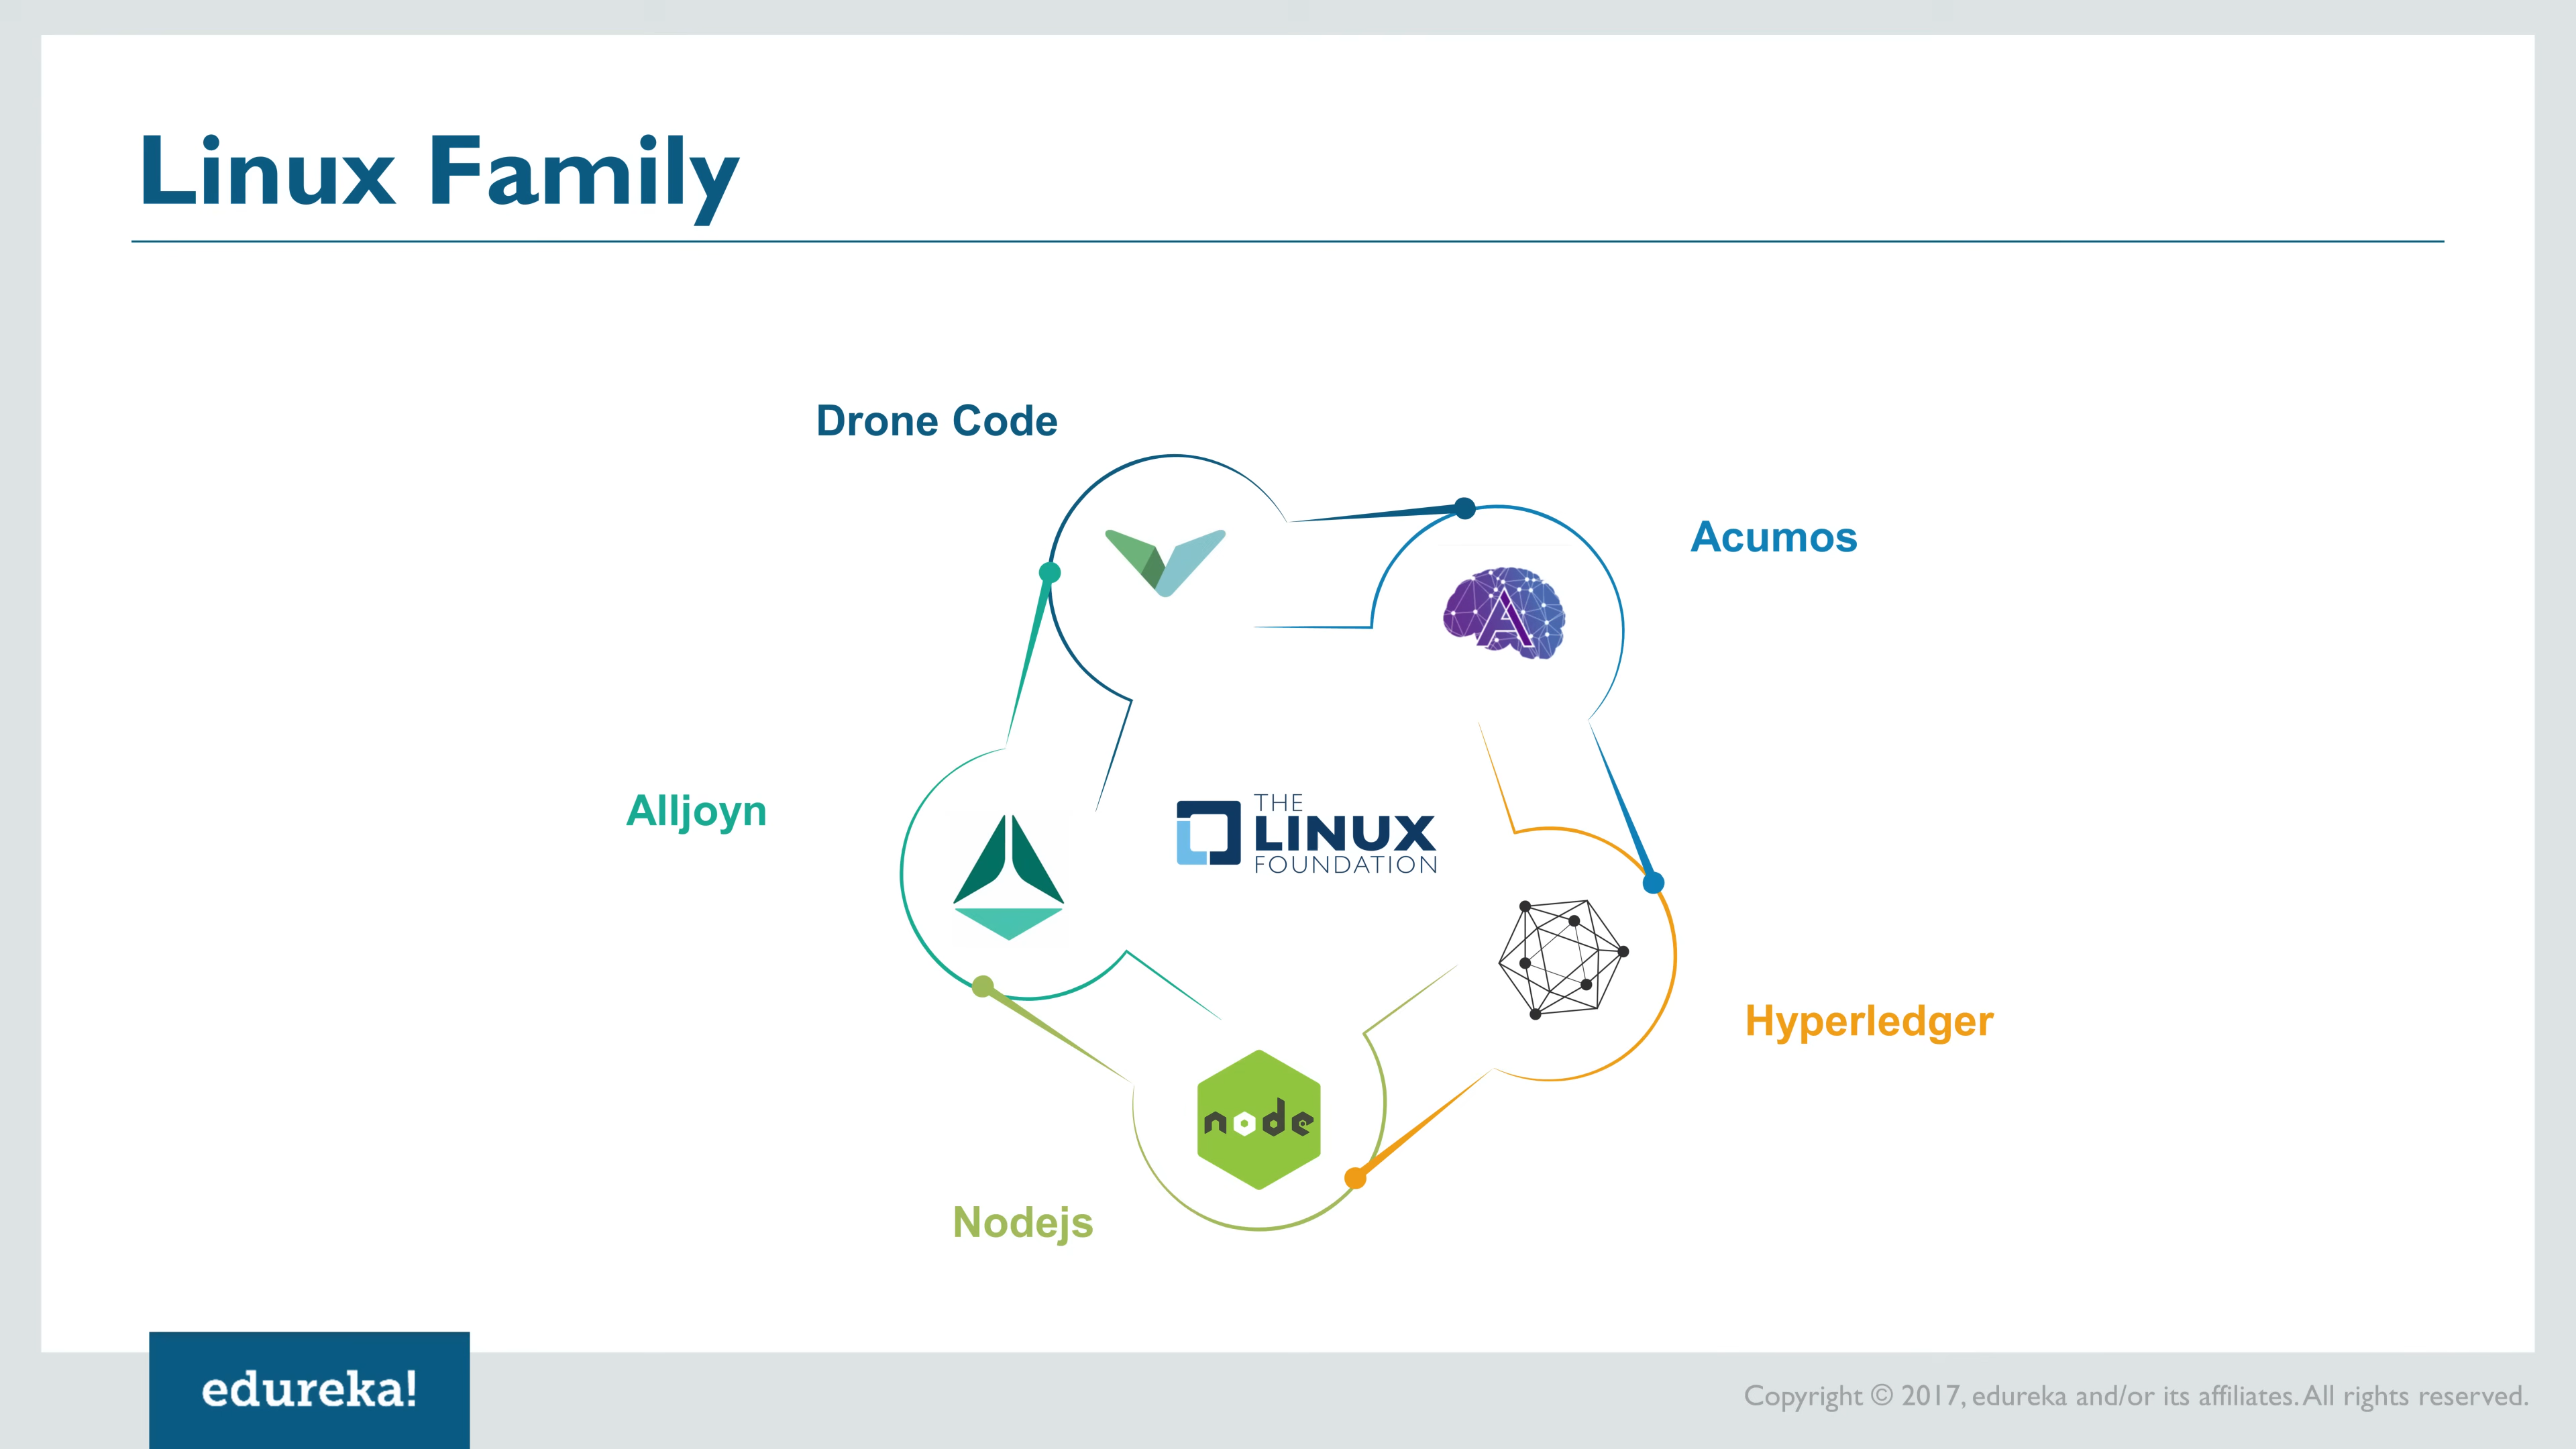 Linux Family
Drone Code
Acumos
A
Alljoyn
THE
LINUX
FOUNDATION
Hyperledger
node
Nodejs
edureka!
Copyright © 2017, edureka and/or its affiliates. All rights reserved.